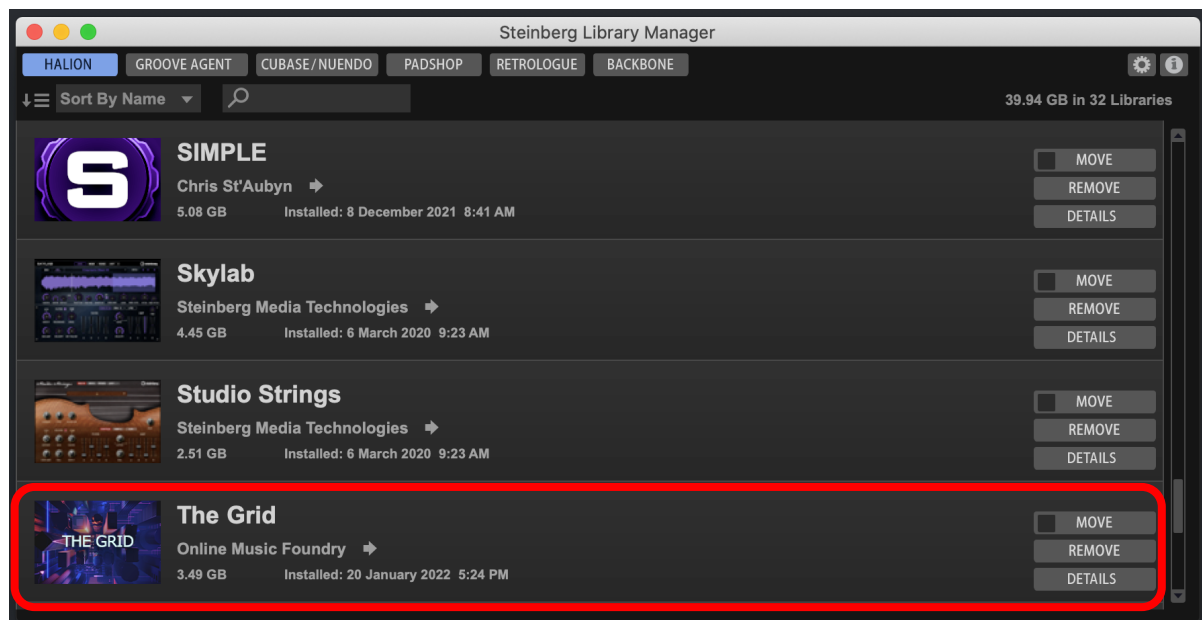 Steinberg Library Manager
HALION GROOVE AGENT CUBASE/NUENDO PADSHOP RETROLOGUE BACKBONE
Sort By Name
39.94 GB in 32 Libraries
S
SIMPLE
Chris St'Aubyn
5.08 GB Installed: 8 December 2021 8:41 AM
MOVE
REMOVE
DETAILS
Skylab
Steinberg Media Technologies
4.45 GB Installed: 6 March 2020 9:23 AM
MOVE
REMOVE
DETAILS
Studio Strings
Steinberg Media Technologies
2.51 GB Installed: 6 March 2020 9:23 AM
MOVE
REMOVE
DETAILS
THE GRID
The Grid
Online Music Foundry
3.49 GB Installed: 20 January 2022 5:24 PM
MOVE
REMOVE
DETAILS